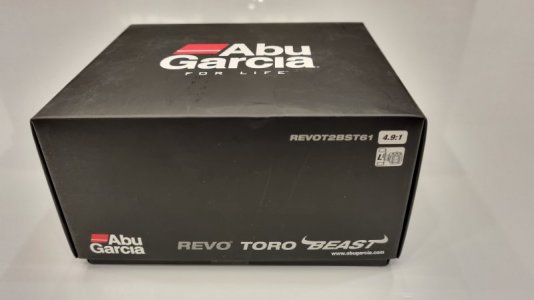 Abu
Garcia
FOR LIFE
REVOT2BST61 4.9:1
L
Abu
Garcia
REVO® TORO BEAST
www.abugarcia.com